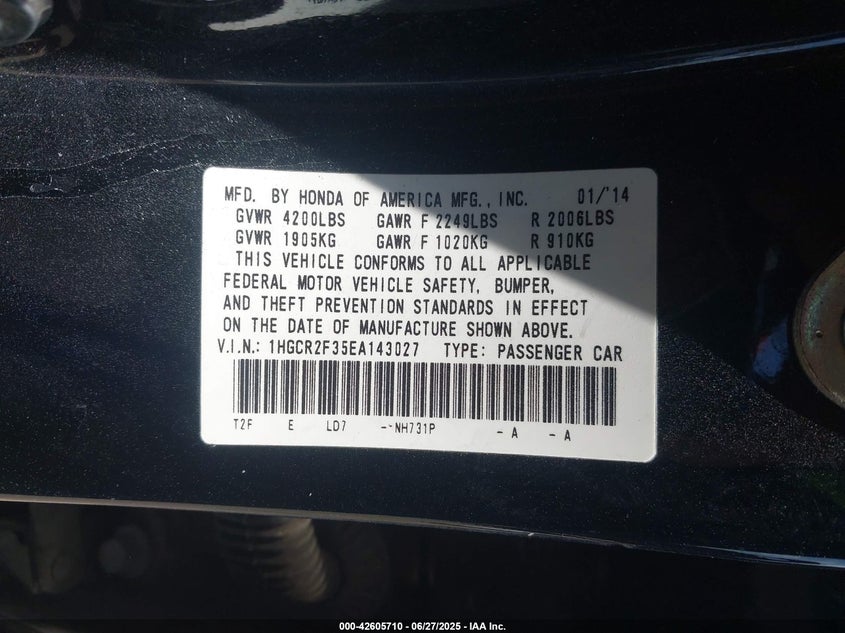 MFD. BY HONDA OF AMERICA MFG., INC. 01/'14
GVWR 4200LBS GAWR F 2249LBS R 2006LBS
GVWR 1905KG GAWR F 1020KG R 910KG
THIS VEHICLE CONFORMS TO ALL APPLICABLE
FEDERAL MOTOR VEHICLE SAFETY, BUMPER,
AND THEFT PREVENTION STANDARDS IN EFFECT
ON THE DATE OF MANUFACTURE SHOWN ABOVE.
V.I.N.: 1HGCR2F35EA143027 TYPE: PASSENGER CAR
T2F E LD7 --NH731P - A - A
000-42605710 - 06/27/2025 - IAA Inc.